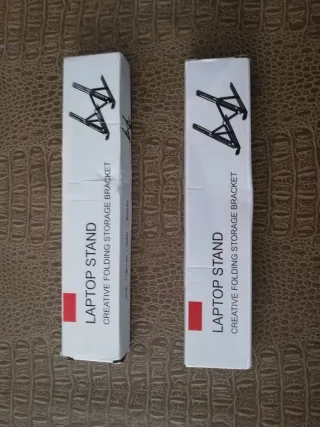 LAPTOP STAND
CREATIVE FOLDING STORAGE BRACKET
LAPTOP STAND
CREATIVE FOLDING STORAGE BRACKET